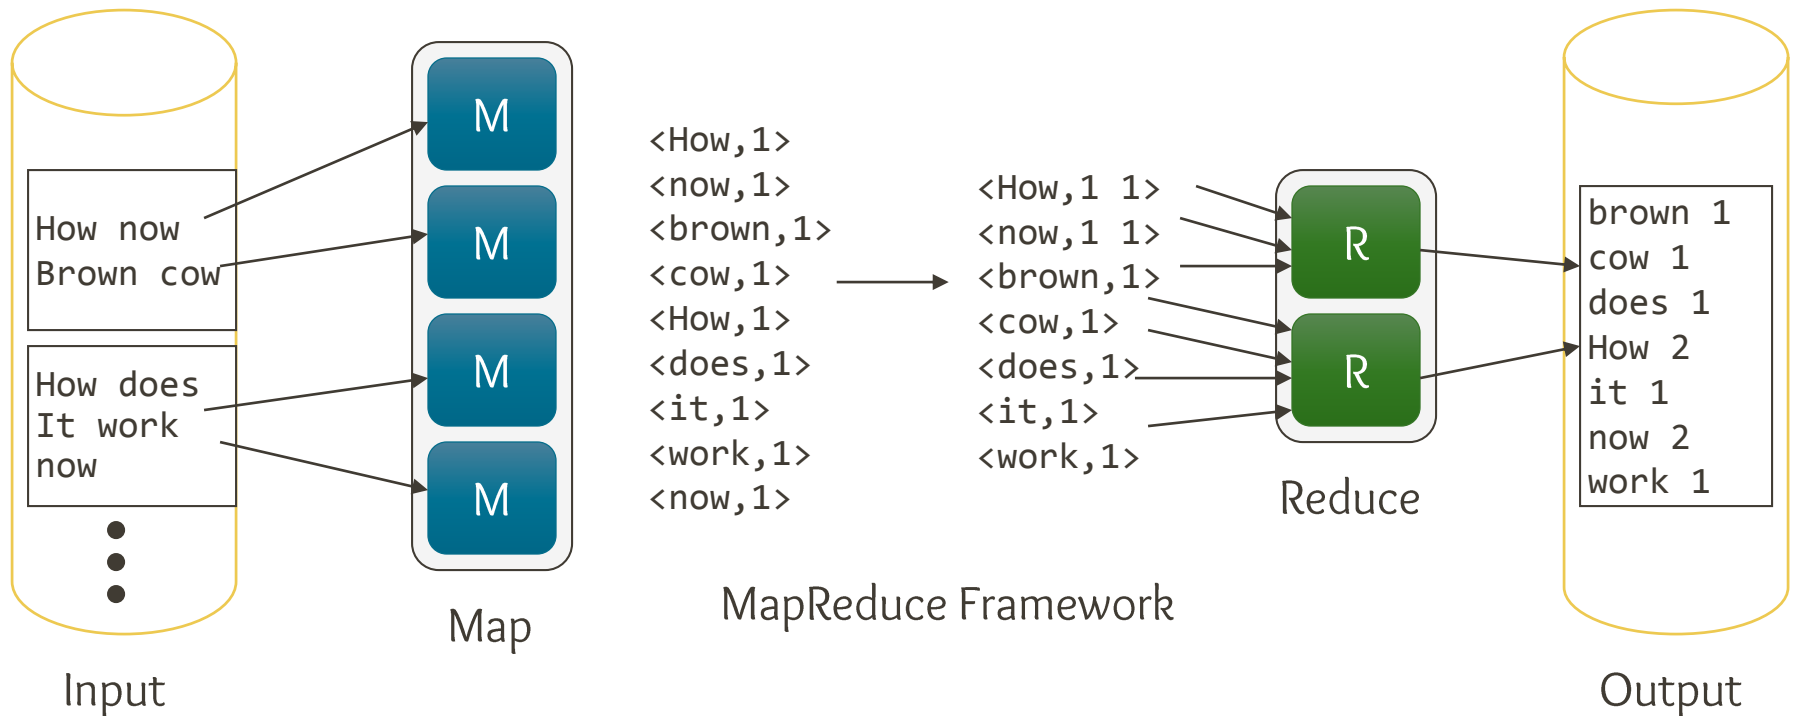 How now
Brown cow
How does
It work
now
Input
M
M
M
M
Map
<How,1>
<now,1>
<brown,1>
<cow,1>
<How,1>
<does,1>
<it,1>
<work,1>
<now,1>
MapReduce Framework
<How,1 1>
<now,1 1>
<brown,1>
<cow,1>
<does,1>
<it,1>
<work,1>
R
R
Reduce
brown 1
cow 1
does 1
How 2
it 1
now 2
work 1
Output